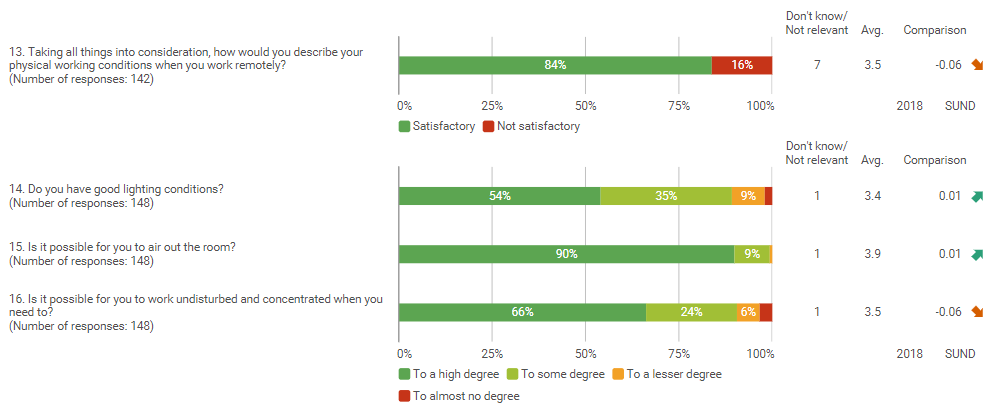 Don't know/
Not relevant Avg. Comparison
13. Taking all things into consideration, how would you describe your
physical working conditions when you work remotely?
(Number of responses: 142)
84% 16% 7 3.5 -0.06
0% 25% 50% 75% 100% 2018 SUND
Satisfactory Not satisfactory
Don't know/
Not relevant Avg. Comparison
14. Do you have good lighting conditions?
(Number of responses: 148)
54% 35% 9% 1 3.4 0.01
15. Is it possible for you to air out the room?
(Number of responses: 148)
90% 9% 1 3.9 0.01
16. Is it possible for you to work undisturbed and concentrated when you
need to?
(Number of responses: 148)
66% 24% 6% 1 3.5 -0.06
0% 25% 50% 75% 100% 2018 SUND
To a high degree To some degree To a lesser degree
To almost no degree